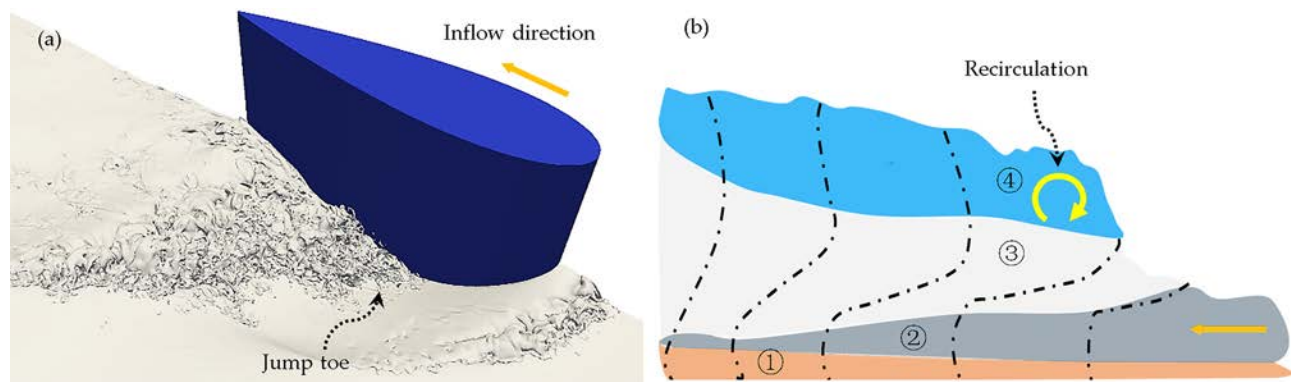 (a)
Inflow direction
Jump toe
(b)
Recirculation
④
③
②
①